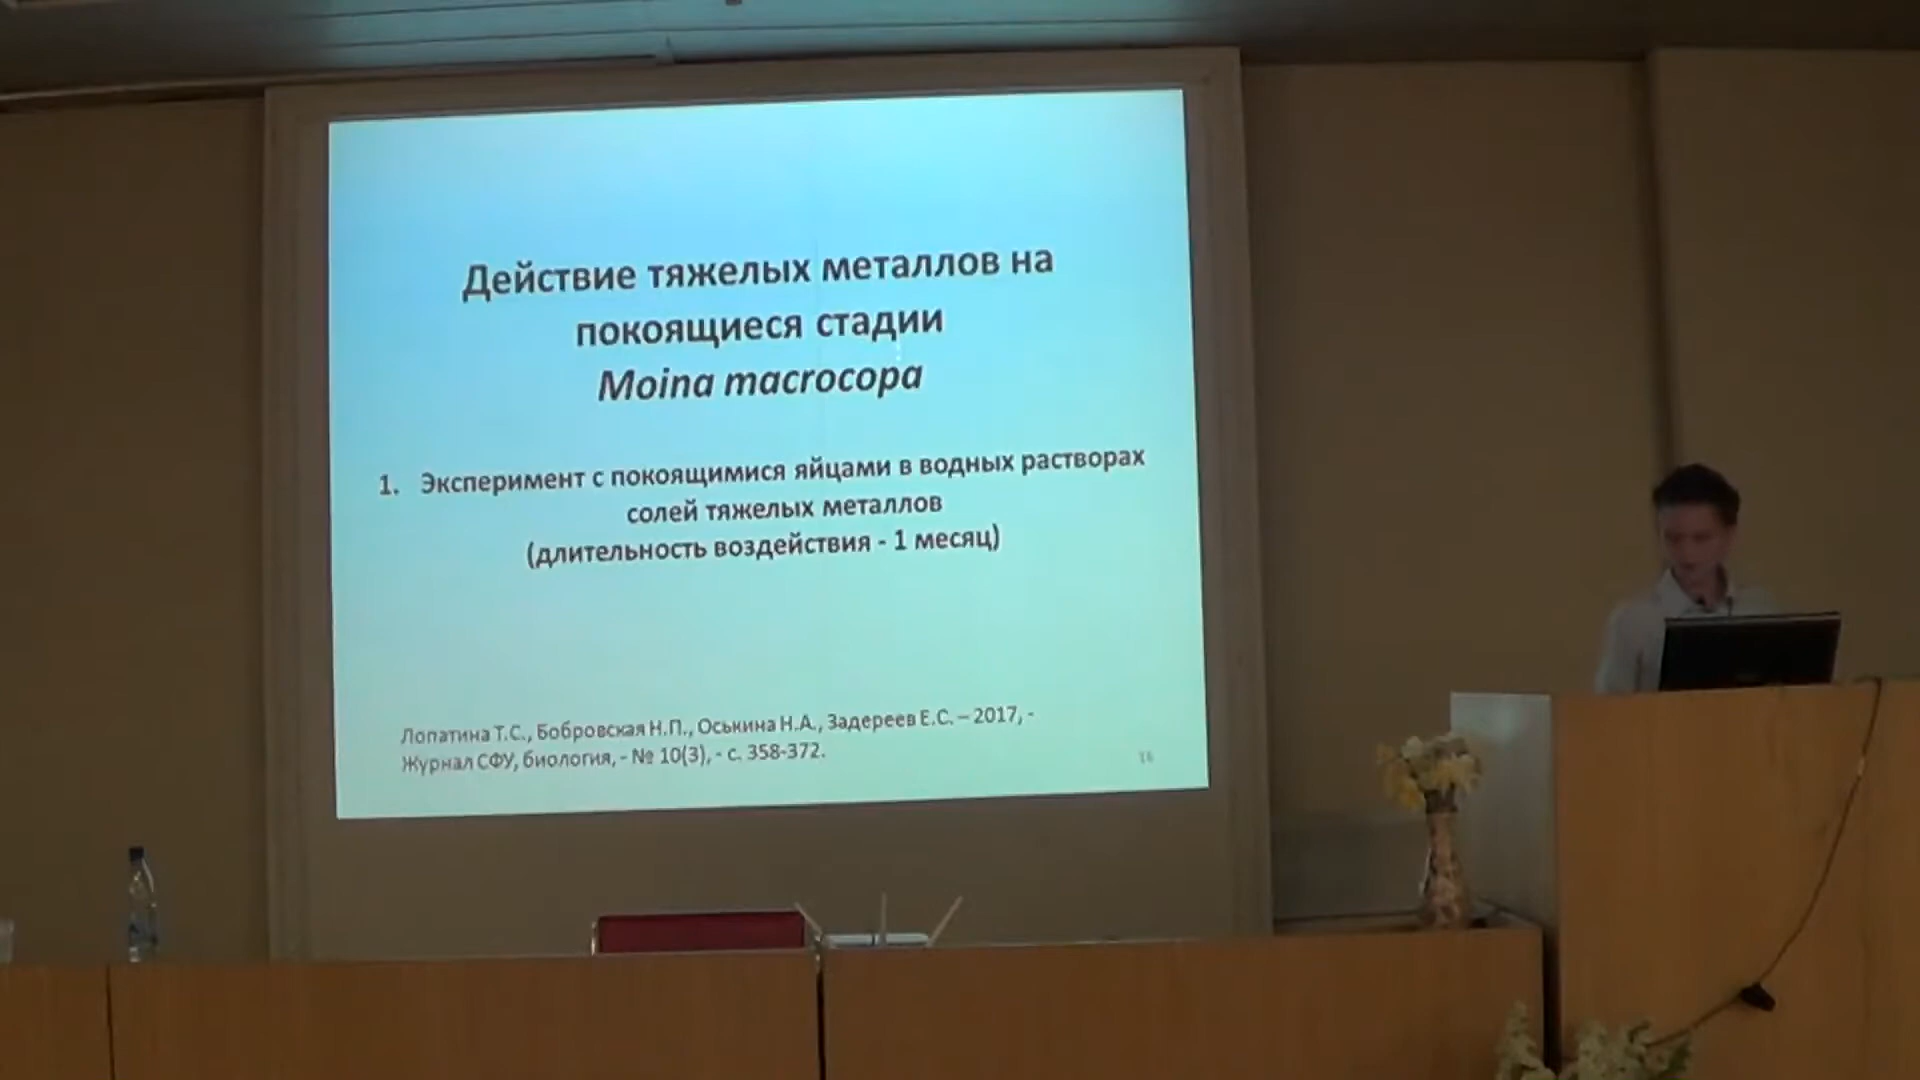 Действие тяжелых металлов на
покоящиеся стадии
Moina macrocopa
1. Эксперимент с покоящимися яйцами в водных растворах
солей тяжелых металлов
(длительность воздействия - 1 месяц)
Лопатина Т.С., Бобровская Н.П., Оськина Н.А., Задереев Е.С. – 2017, -
Журнал СФУ, биология, - № 10(3), - с. 358-372.
16